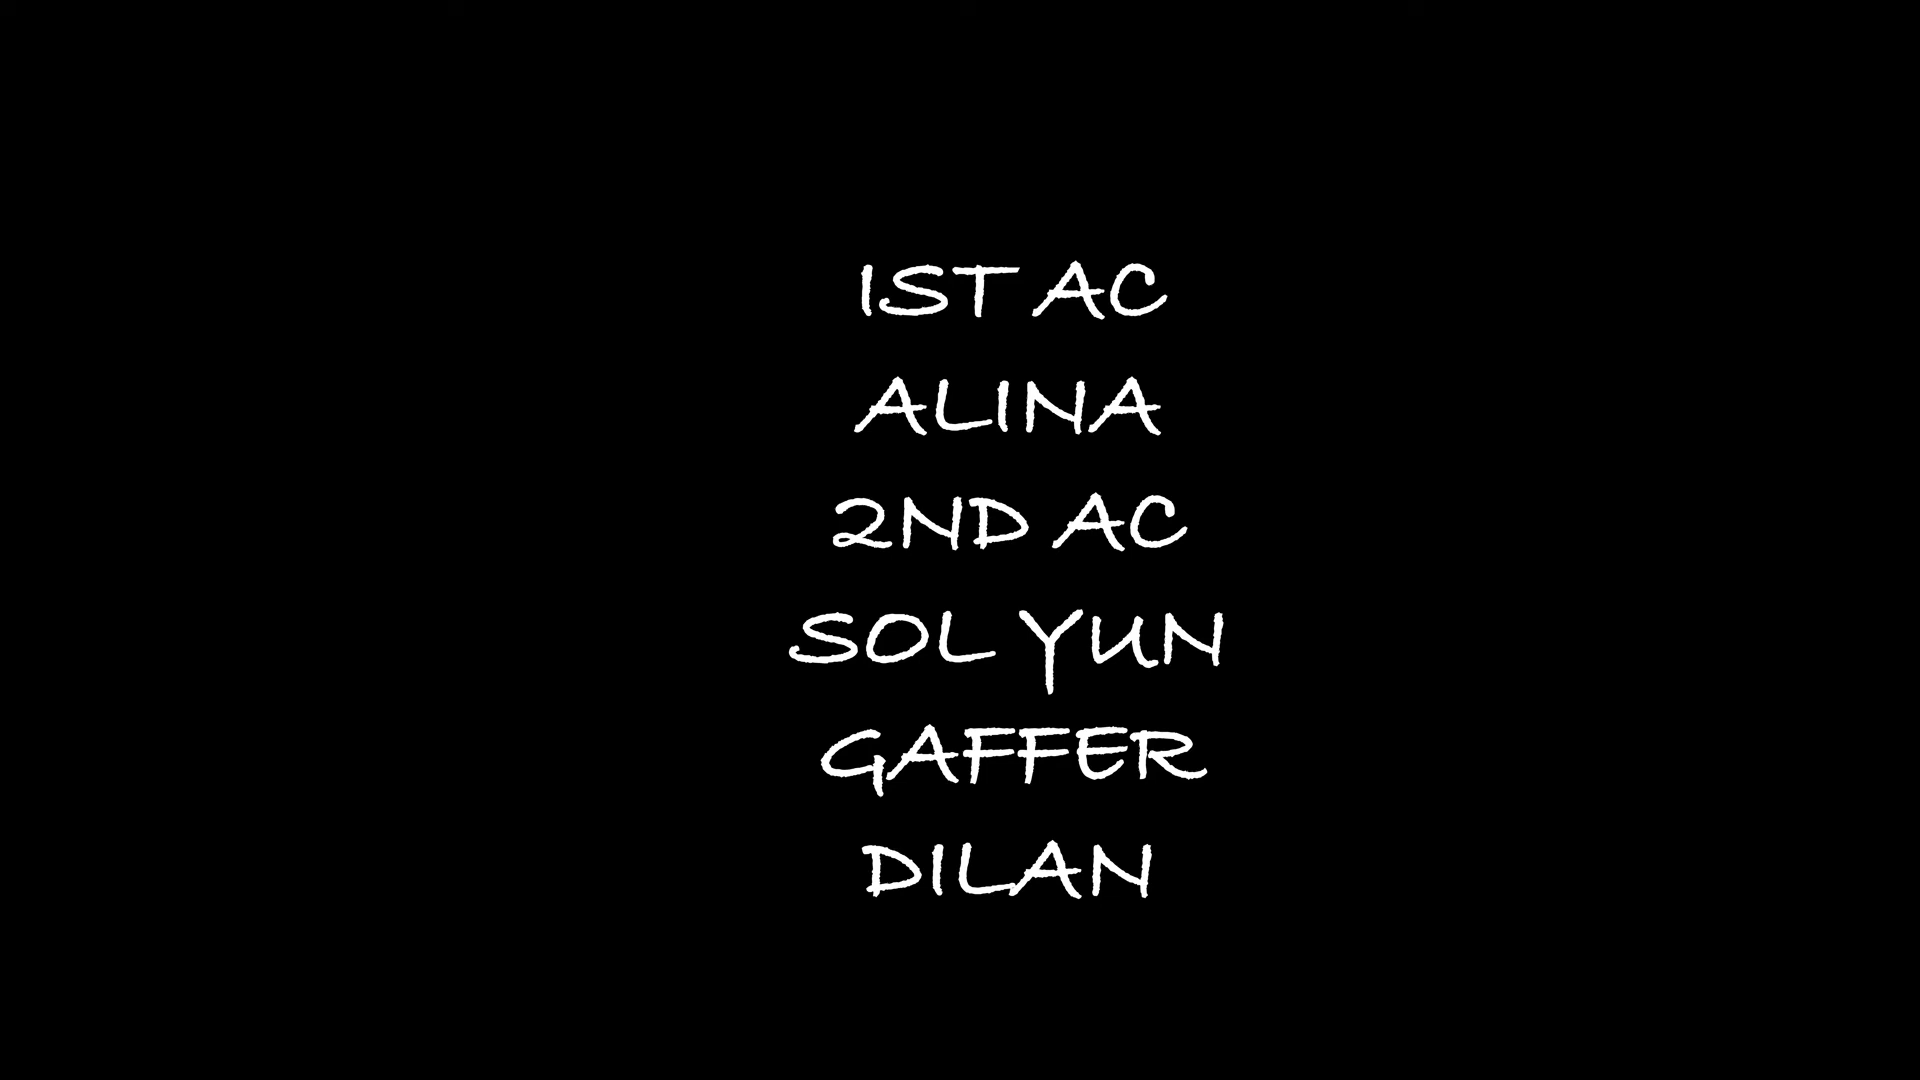 1ST AC
ALINA
2ND AC
SOL YUN
GAFFER
DILAN